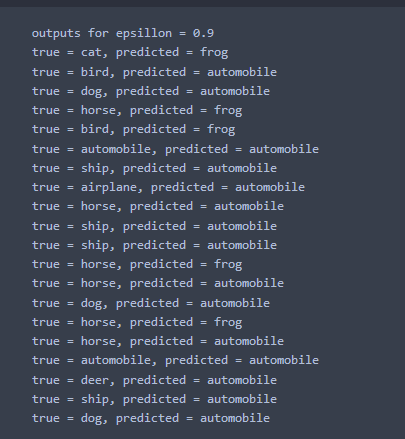 outputs for epsillon = 0.9
true = cat, predicted = frog
true = bird, predicted = automobile
true = dog, predicted = automobile
true = horse, predicted = frog
true = bird, predicted = frog
true = automobile, predicted = automobile
true = ship, predicted = automobile
true = airplane, predicted = automobile
true = horse, predicted = automobile
true = ship, predicted = automobile
true = ship, predicted = automobile
true = horse, predicted = frog
true = horse, predicted = automobile
true = dog, predicted = automobile
true = horse, predicted = frog
true = horse, predicted = automobile
true = automobile, predicted = automobile
true = deer, predicted = automobile
true = ship, predicted = automobile
true = dog, predicted = automobile